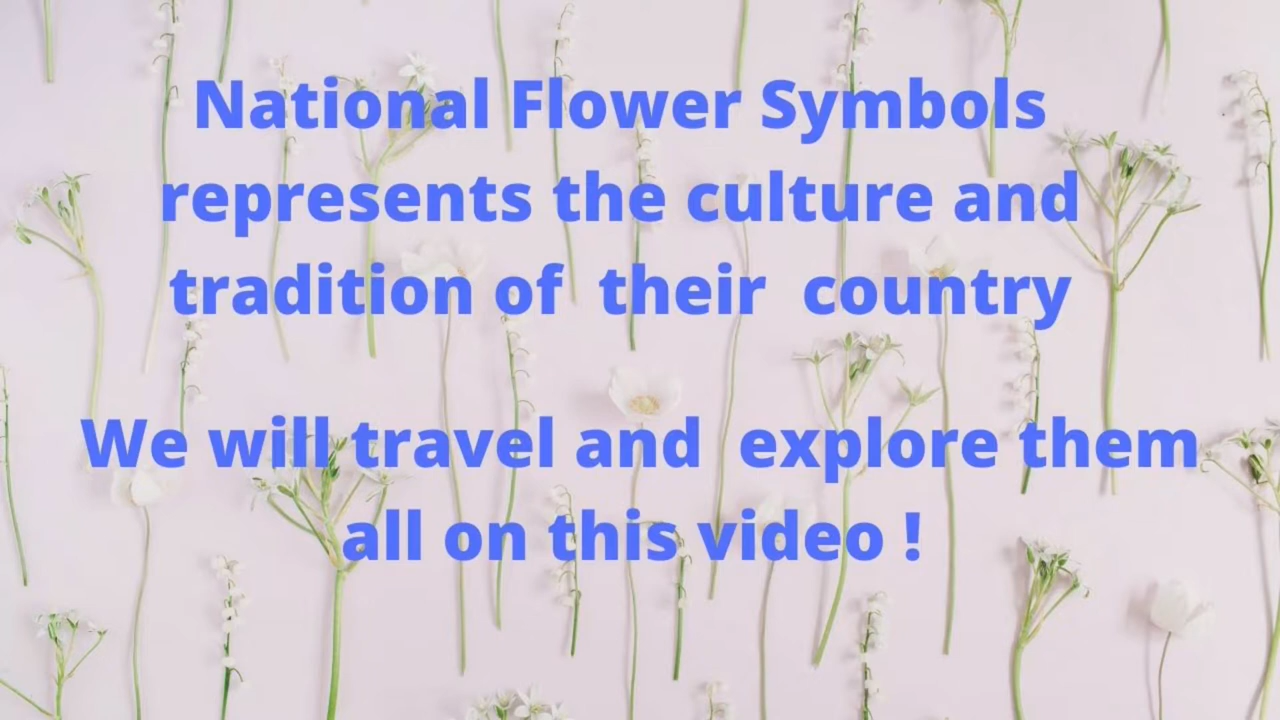 National Flower Symbols
represents the culture and
tradition of their country
We will travel and explore them
all on this video !